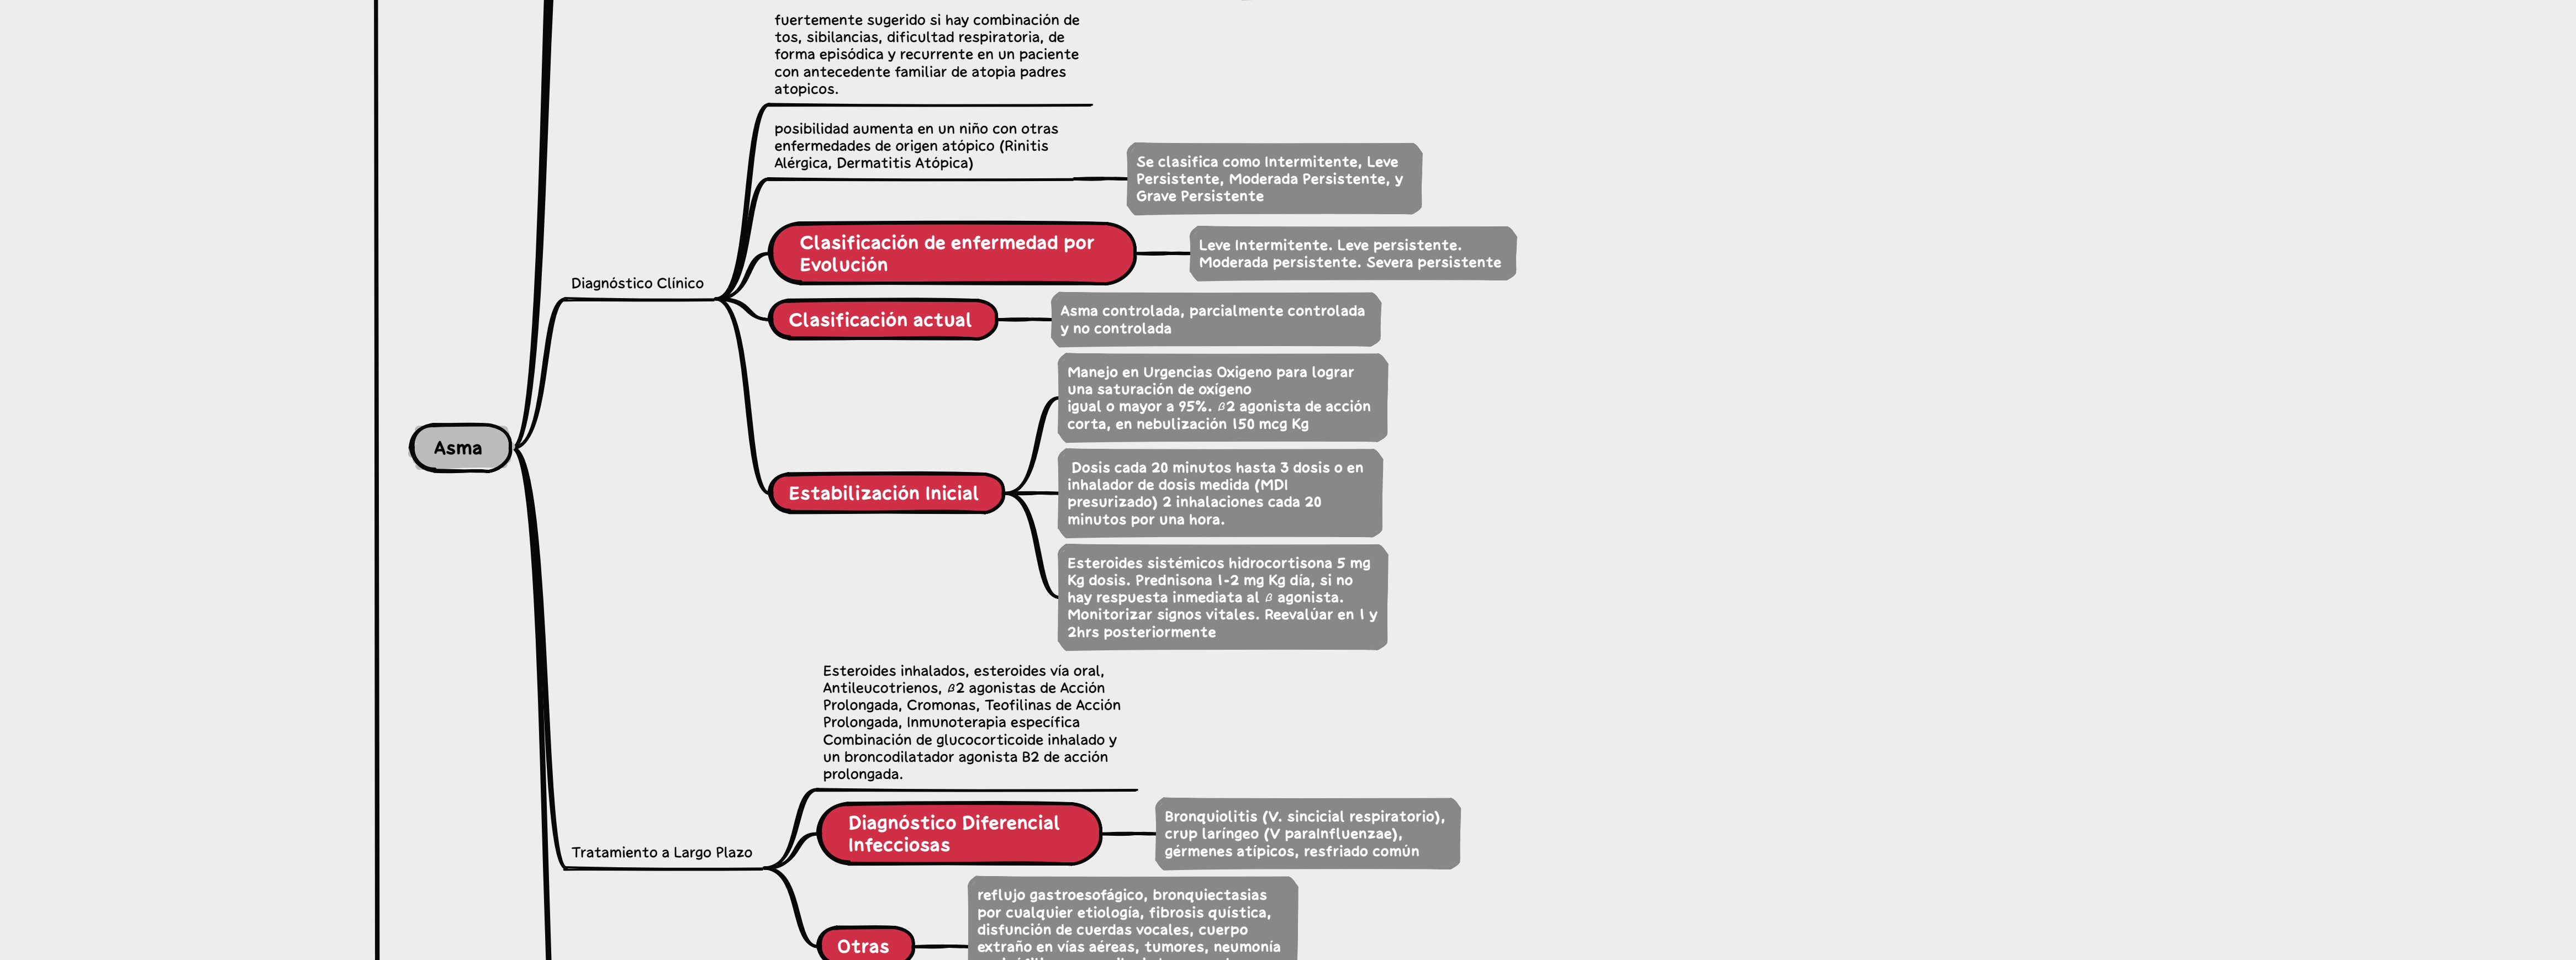 fuertemente sugerido si hay combinación de
tos, sibilancias, dificultad respiratoria, de
forma episódica y recurrente en un paciente
con antecedente familiar de atopia padres
atopicos.
posibilidad aumenta en un niño con otras
enfermedades de origen atópico (Rinitis
Alérgica, Dermatitis Atópica)
Se clasifica como Intermitente, Leve
Persistente, Moderada Persistente, y
Grave Persistente
Clasificación de enfermedad por
Evolución
Leve Intermitente. Leve persistente.
Moderada persistente. Severa persistente
Diagnóstico Clínico
Clasificación actual
Asma controlada, parcialmente controlada
y no controlada
Manejo en Urgencias Oxigeno para lograr
una saturación de oxígeno
igual o mayor a 95%. β2 agonista de acción
corta, en nebulización 150 mcg Kg
Asma
Estabilización Inicial
Dosis cada 20 minutos hasta 3 dosis o en
inhalador de dosis medida (MDI
presurizado) 2 inhalaciones cada 20
minutos por una hora.
Esteroides sistémicos hidrocortisona 5 mg
Kg dosis. Prednisona 1-2 mg Kg día, si no
hay respuesta inmediata al β agonista.
Monitorizar signos vitales. Reevalúar en 1 y
2hrs posteriormente
Esteroides inhalados, esteroides vía oral,
Antileucotrienos, β2 agonistas de Acción
Prolongada, Cromonas, Teofilinas de Acción
Prolongada, Inmunoterapia específica
Combinación de glucocorticoide inhalado y
un broncodilatador agonista B2 de acción
prolongada.
Diagnóstico Diferencial
Infecciosas
Bronquiolitis (V. sincicial respiratorio),
crup laríngeo (V parainfluenzae),
gérmenes atípicos, resfriado común
Tratamiento a Largo Plazo
Otras
reflujo gastroesofágico, bronquiectasias
por cualquier etiología, fibrosis quística,
disfunción de cuerdas vocales, cuerpo
extraño en vías aéreas, tumores, neumonía